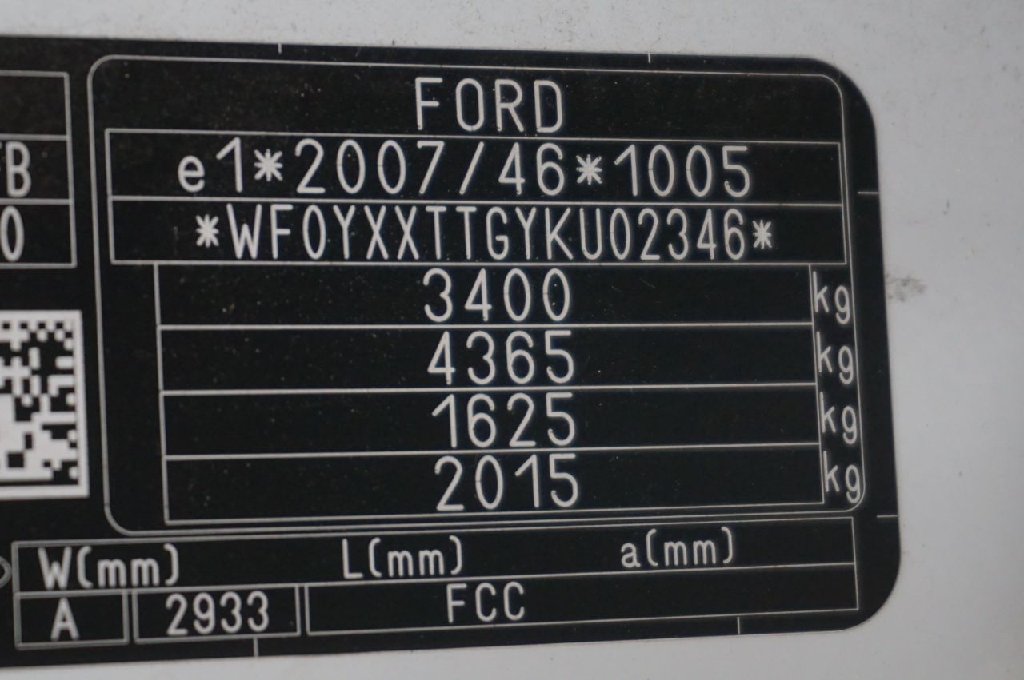 FORD
e1*2007/46*1005
*WF0YXXTTGYKU02346*
B
0
3400 kg
4365 kg
1625 kg
2015 kg
W(mm) L(mm) a(mm)
A 2933 FCC